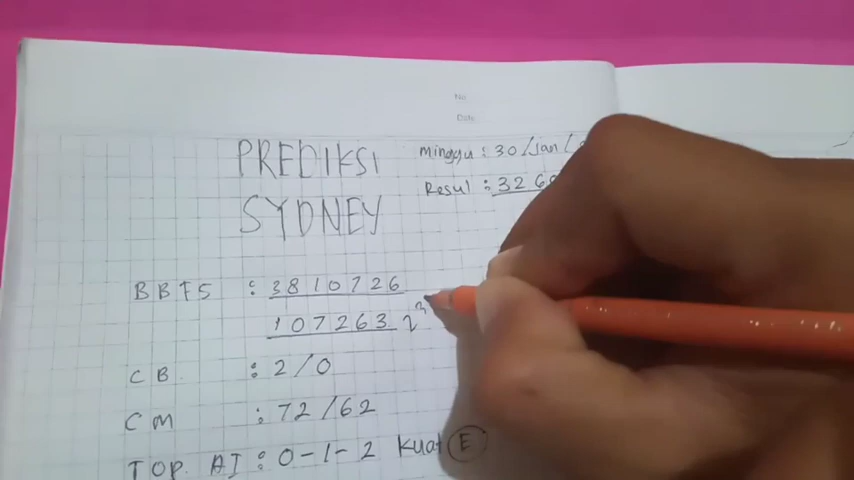 No
Date
PREDIKSI
SYDNEY
minggu : 30/jan/
Resul : 326
BBFS : 3810726
107263
CB : 2/0
CM : 72/62
TOP. AI : 0-1-2 Kuat E